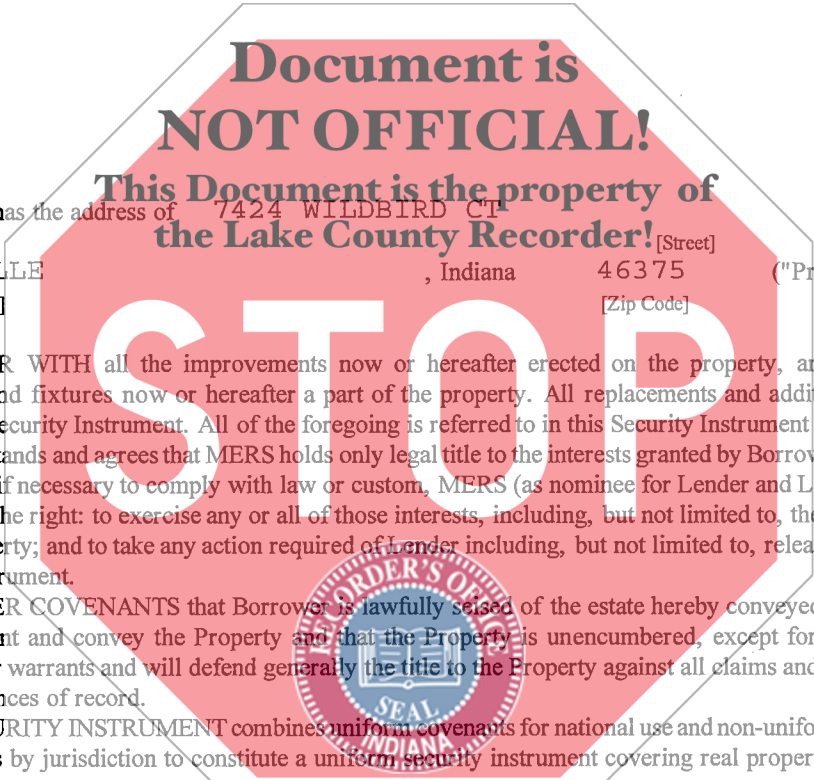 Document is
NOT OFFICIAL!
This Document is the property of
as the address of 7424 WILDBIRD CT
the Lake County Recorder! [Street]
LLE , Indiana 46375 ("Pr
] [Zip Code]
STOP
R WITH all the improvements now or hereafter erected on the property, an
nd fixtures now or hereafter a part of the property. All replacements and addit
ecurity Instrument. All of the foregoing is referred to in this Security Instrument
ands and agrees that MERS holds only legal title to the interests granted by Borrow
if necessary to comply with law or custom, MERS (as nominee for Lender and L
he right: to exercise any or all of those interests, including, but not limited to, the
erty; and to take any action required of Lender including, but not limited to, relea
rument.
RECORDER'S OFFICE
ER COVENANTS that Borrower is lawfully seised of the estate hereby conveyed
nt and convey the Property and that the Property is unencumbered, except for
warrants and will defend generally the title to the Property against all claims and
nces of record.
SEAL
URITY INSTRUMENT combines uniform covenants for national use and non-unifo
INDIANA
s by jurisdiction to constitute a uniform security instrument covering real proper